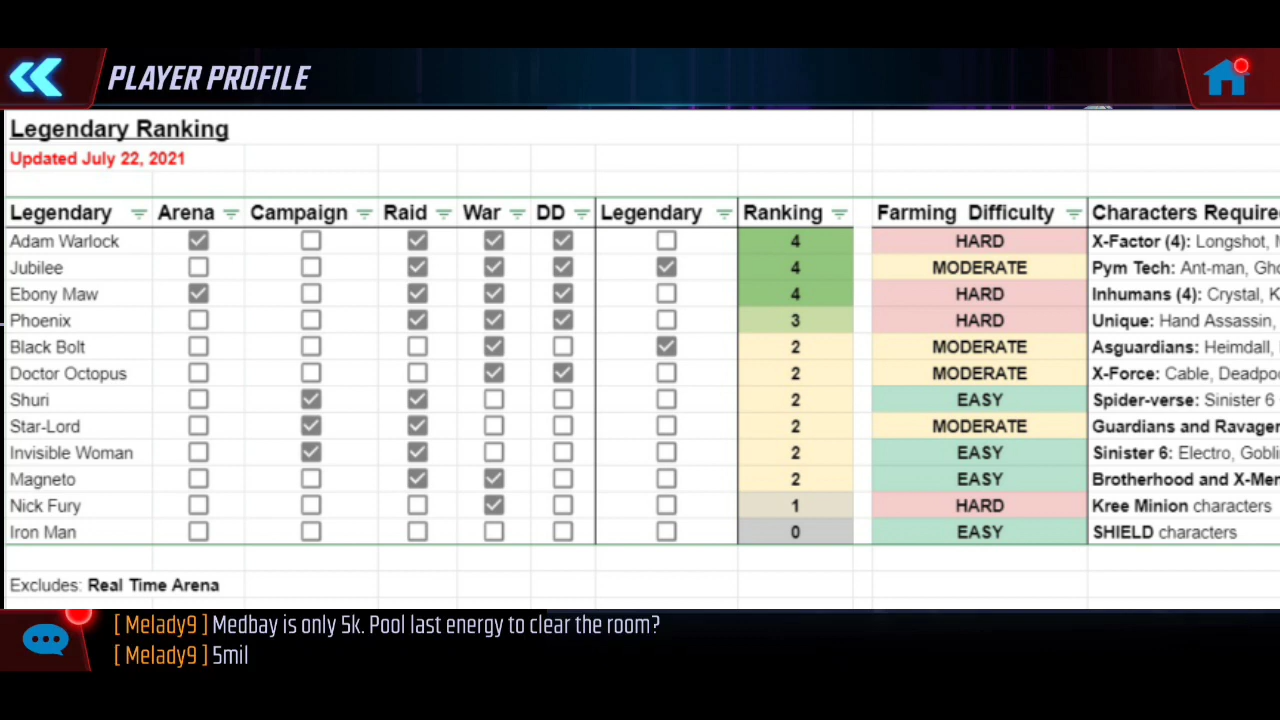 PLAYER PROFILE
Legendary Ranking
Updated July 22, 2021
Legendary Arena Campaign Raid War DD Legendary Ranking Farming Difficulty Characters Require
Adam Warlock 4 HARD X-Factor (4): Longshot,
Jubilee 4 MODERATE Pym Tech: Ant-man, Gho
Ebony Maw 4 HARD Inhumans (4): Crystal, K
Phoenix 3 HARD Unique: Hand Assassin,
Black Bolt 2 MODERATE Asguardians: Heimdall,
Doctor Octopus 2 MODERATE X-Force: Cable, Deadpoo
Shuri 2 EASY Spider-verse: Sinister 6
Star-Lord 2 MODERATE Guardians and Ravager
Invisible Woman 2 EASY Sinister 6: Electro, Gobli
Magneto 2 EASY Brotherhood and X-Men
Nick Fury 1 HARD Kree Minion characters
Iron Man 0 EASY SHIELD characters
Excludes: Real Time Arena
[ Melady9 ] Medbay is only 5k. Pool last energy to clear the room?
[ Melady9 ] 5mil